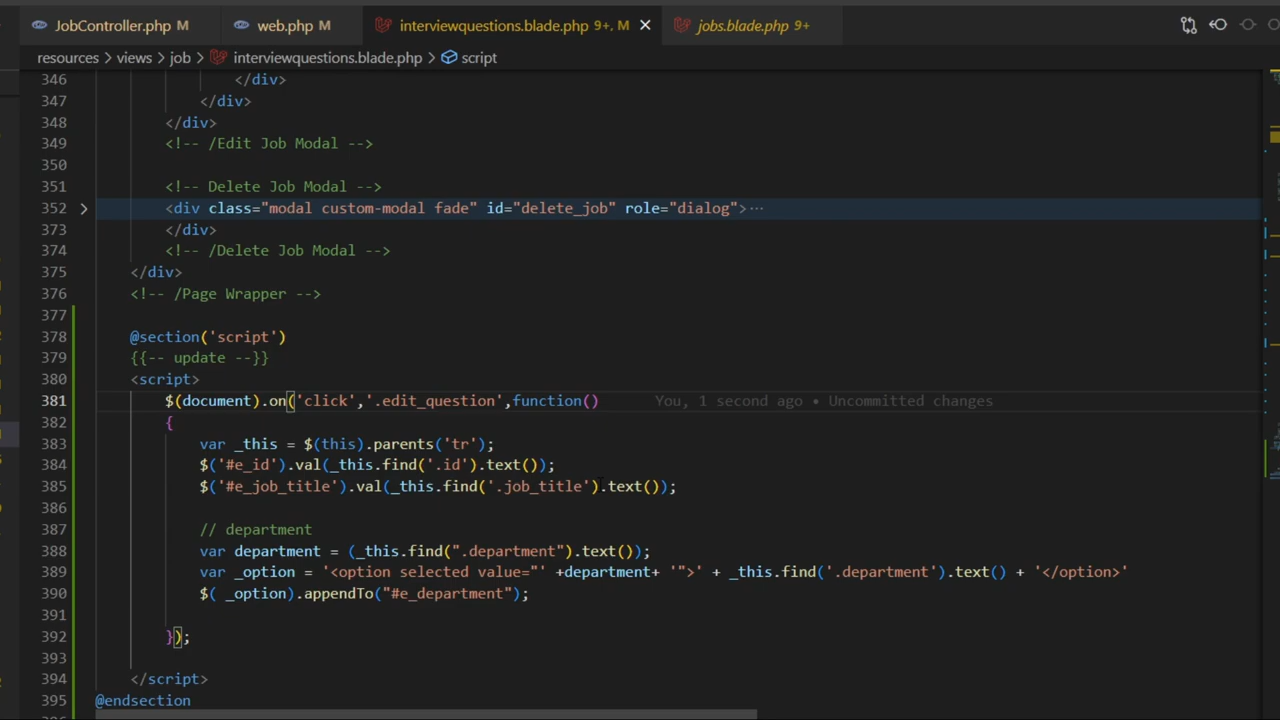 JobController.php M
web.php M
interviewquestions.blade.php 9+, M
jobs.blade.php 9+
resources > views > job > interviewquestions.blade.php > script
346 </div>
347 </div>
348 </div>
349 <!-- /Edit Job Modal -->
350
351 <!-- Delete Job Modal -->
352 <div class="modal custom-modal fade" id="delete_job" role="dialog">···
373 </div>
374 <!-- /Delete Job Modal -->
375 </div>
376 <!-- /Page Wrapper -->
377
378 @section('script')
379 {{-- update --}}
380 <script>
381 $(document).on('click','.edit_question',function() You, 1 second ago • Uncommitted changes
382 {
383 var _this = $(this).parents('tr');
384 $('#e_id').val(_this.find('.id').text());
385 $('#e_job_title').val(_this.find('.job_title').text());
386
387 // department
388 var department = (_this.find(".department").text());
389 var _option = '<option selected value="' +department+ '">' + _this.find('.department').text() + '</option>'
390 $( _option).appendTo("#e_department");
391
392 });
393
394 </script>
395 @endsection